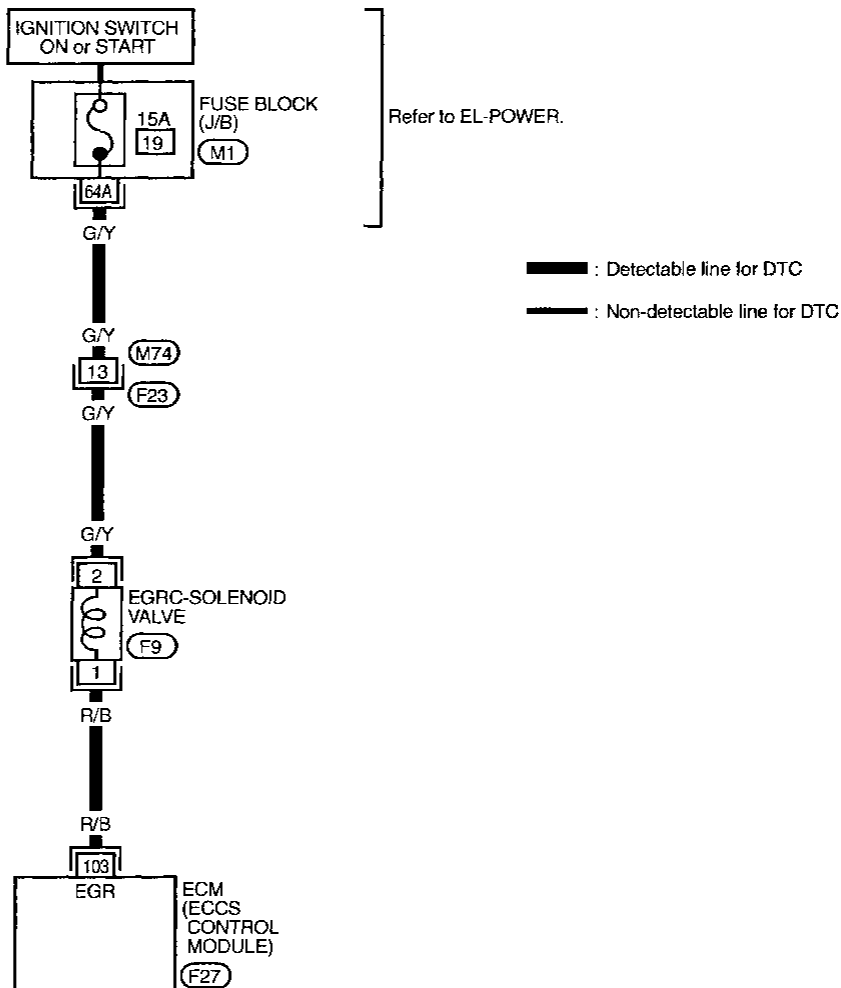 IGNITION SWITCH
ON or START
FUSE BLOCK
(J/B)
15A
19
M1
Refer to EL-POWER.
64A
G/Y
: Detectable line for DTC
: Non-detectable line for DTC
G/Y
M74
13
F23
G/Y
G/Y
2
EGRC-SOLENOID
VALVE
F9
1
R/B
R/B
103
EGR
ECM
(ECCS
CONTROL
MODULE)
F27